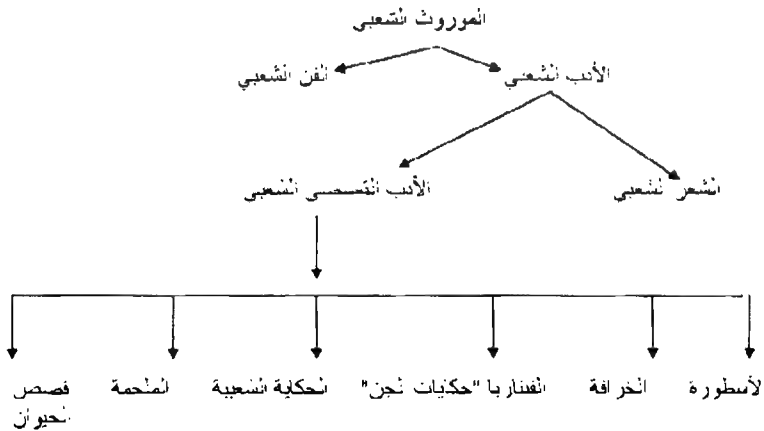 الموروث الشعبي
الأدب الشعبي
الفن الشعبي
الشعر الشعبي
الأدب القصصي الشعبي
الأسطورة
الخرافة
الفنتازيا "حكايات الجن"
الحكاية الشعبية
الملحمة
قصص
الحيوان